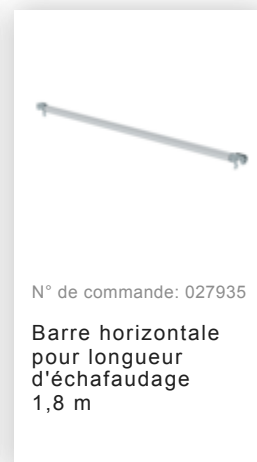 N° de commande: 027935
Barre horizontale
pour longueur
d'échafaudage
1,8 m